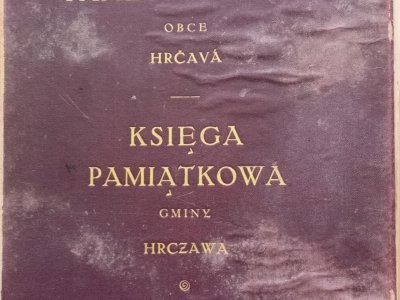 OBCE
HRČAVÁ
KSIĘGA
PAMIĄTKOWA
GMINY
HRCZAWA